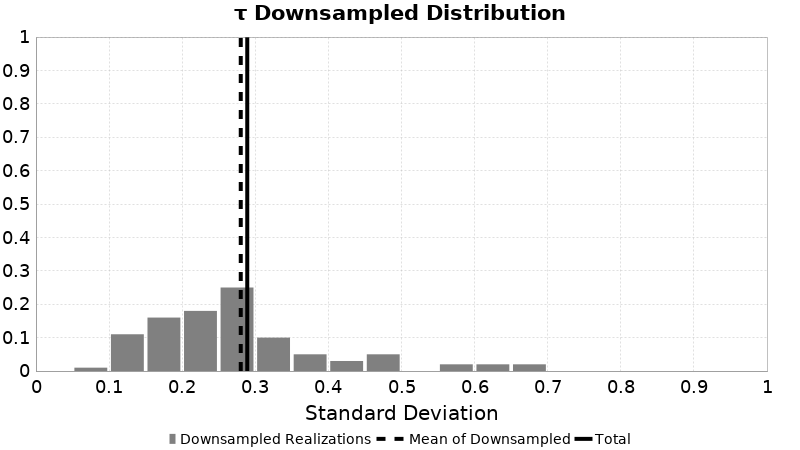 τ Downsampled Distribution
1
0.9
0.8
0.7
0.6
0.5
0.4
0.3
0.2
0.1
0
0 0.1 0.2 0.3 0.4 0.5 0.6 0.7 0.8 0.9 1
Standard Deviation
Downsampled Realizations Mean of Downsampled Total